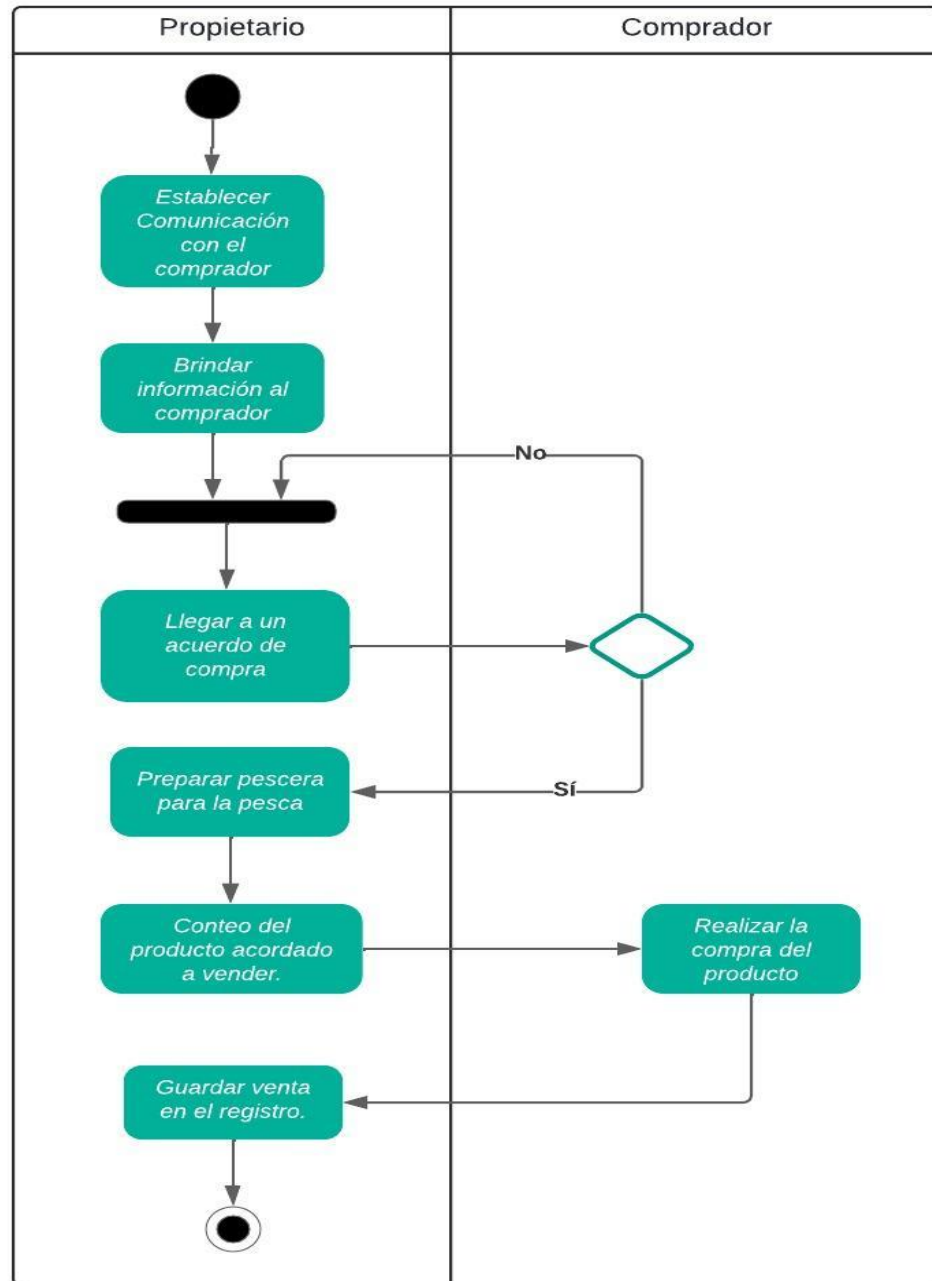 Propietario
Comprador
Establecer
Comunicación
con el
comprador
Brindar
información al
comprador
No
Llegar a un
acuerdo de
compra
Preparar pescera
para la pesca
Sí
Conteo del
producto acordado
a vender.
Realizar la
compra del
producto
Guardar venta
en el registro.